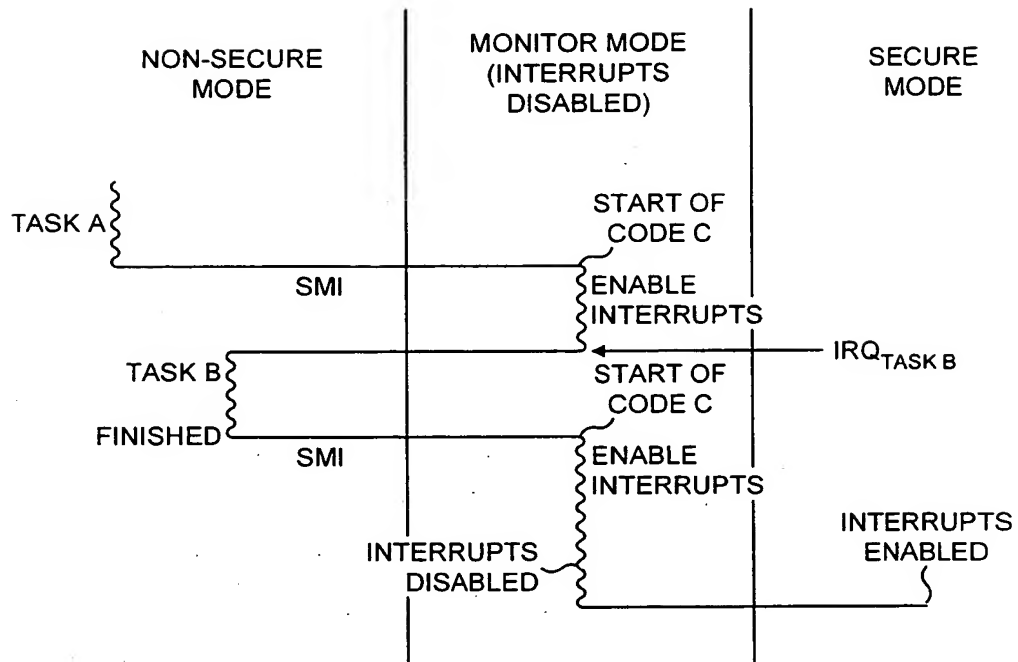 NON-SECURE
MODE
MONITOR MODE
(INTERRUPTS
DISABLED)
SECURE
MODE
TASK A
START OF
CODE C
SMI
ENABLE
INTERRUPTS
IRQTASK B
TASK B
START OF
CODE C
FINISHED
SMI
ENABLE
INTERRUPTS
INTERRUPTS
DISABLED
INTERRUPTS
ENABLED